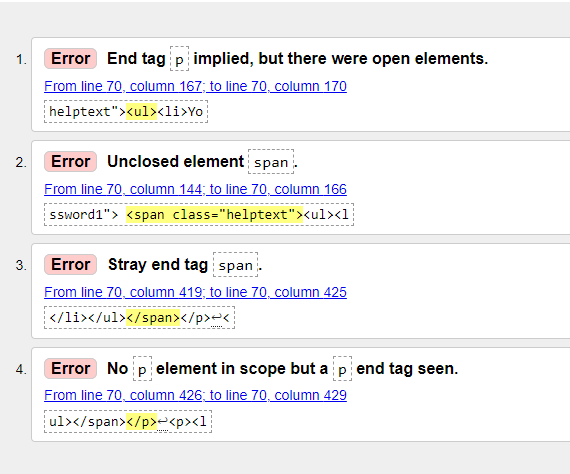 1. Error End tag p implied, but there were open elements.
From line 70, column 167; to line 70, column 170
helptext"><ul><li>Yo
2. Error Unclosed element span.
From line 70, column 144; to line 70, column 166
ssword1"> <span class="helptext"><ul><l
3. Error Stray end tag span.
From line 70, column 419; to line 70, column 425
</li></ul></span></p>↩<
4. Error No p element in scope but a p end tag seen.
From line 70, column 426; to line 70, column 429
ul></span></p>↩<p><l